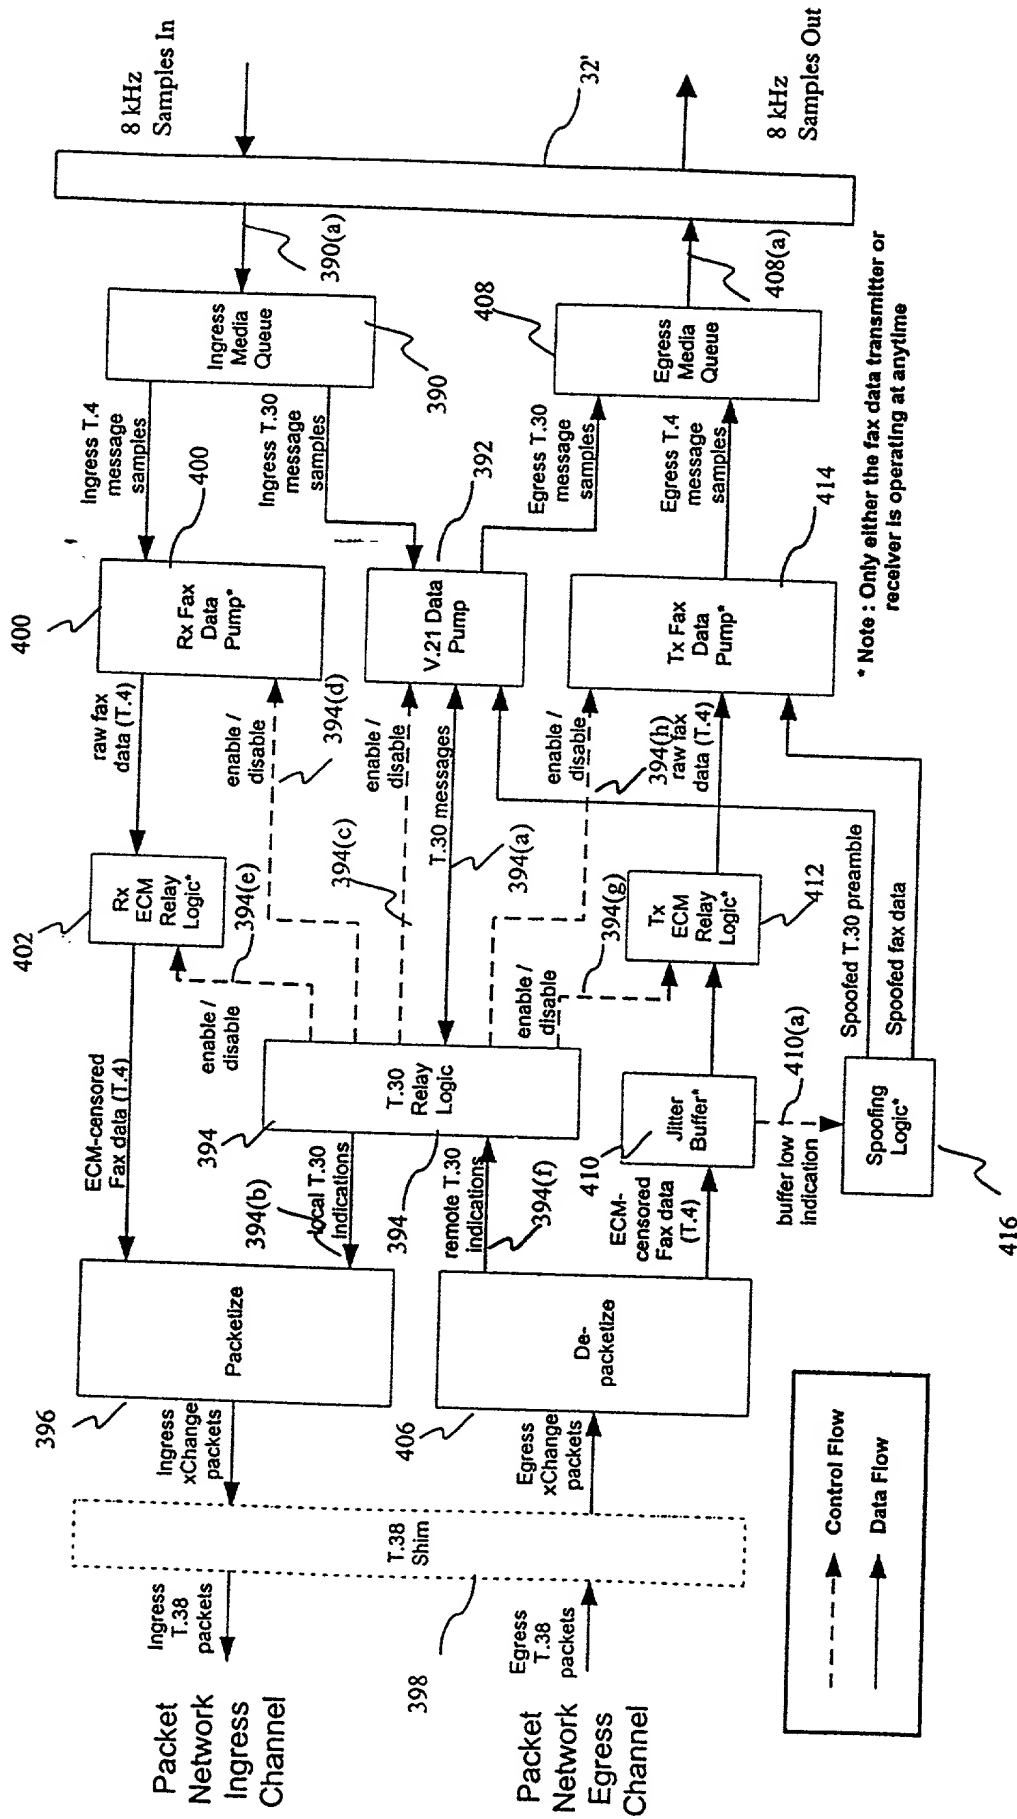 8 kHz
Samples In
32'
8 kHz
Samples Out
390(a)
Ingress
Media
Queue
390
408
Egress
Media
Queue
408(a)
Ingress T.4
message
samples
400
Ingress T.30
message
samples
392
Egress T.30
message
samples
Egress T.4
message
samples
414
400
Rx Fax
Data
Pump*
V.21 Data
Pump
Tx Fax
Data
Pump*
* Note : Only either the fax data transmitter or
receiver is operating at anytime
raw fax
data (T.4)
enable /
disable
394(d)
enable /
disable
T.30 messages
enable /
disable
394(h)
raw fax
data (T.4)
402
Rx
ECM
Relay
Logic*
394(e)
394(c)
394(a)
394(g)
Tx
ECM
Relay
Logic*
412
Spoofed T.30 preamble
Spoofed fax data
ECM-censored
Fax data (T.4)
enable /
disable
394
T.30
Relay
Logic
enable /
disable
410
Jitter
Buffer*
410(a)
buffer low
indication
Spoofing
Logic*
416
394(b)
local T.30
Indications
394
remote T.30
indications
394(f)
ECM-
censored
Fax data
(T.4)
396
Packetize
406
De-
packetize
Ingress
xChange
packets
Egress
xChange
packets
T.38
Shim
398
Ingress
T.38
packets
Egress
T.38
packets
Packet
Network
Ingress
Channel
Packet
Network
Egress
Channel
Control Flow
Data Flow